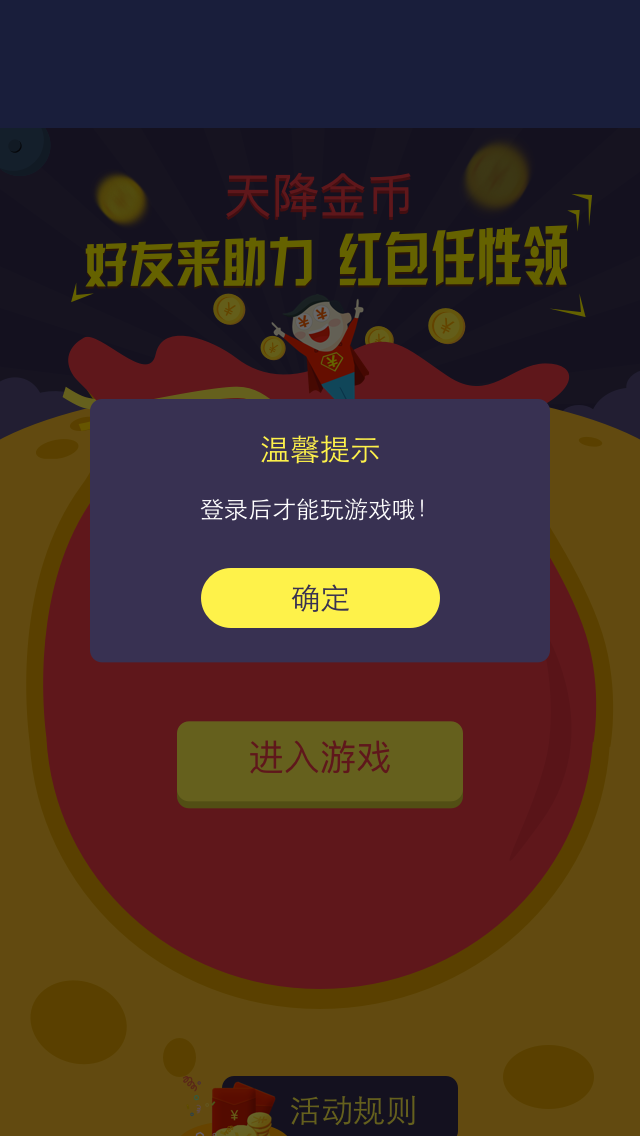 天降金币
好友来助力 红包任性领
温馨提示
登录后才能玩游戏哦!
确定
进入游戏
活动规则